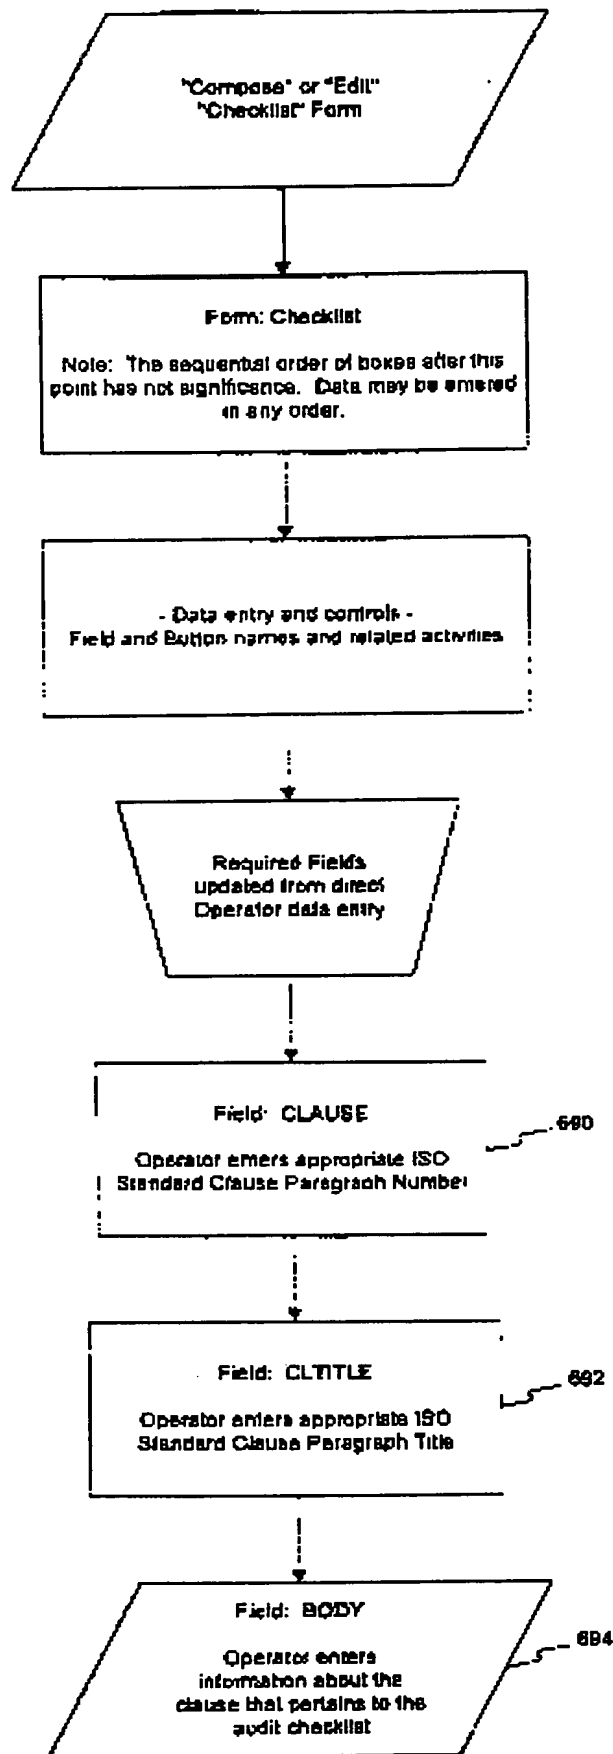 "Compose" or "Edit"
"Checklist" Form
Form: Checklist
Note: The sequential order of boxes after this
point has not significance. Data may be entered
in any order.
- Data entry and controls -
Field and Button names and related activities
Required Fields
updated from direct
Operator data entry
Field: CLAUSE
Operator enters appropriate ISO
Standard Clause Paragraph Number
690
Field: CLTITLE
Operator enters appropriate ISO
Standard Clause Paragraph Title
692
Field: BODY
Operator enters
information about the
clause that pertains to the
audit checklist
694